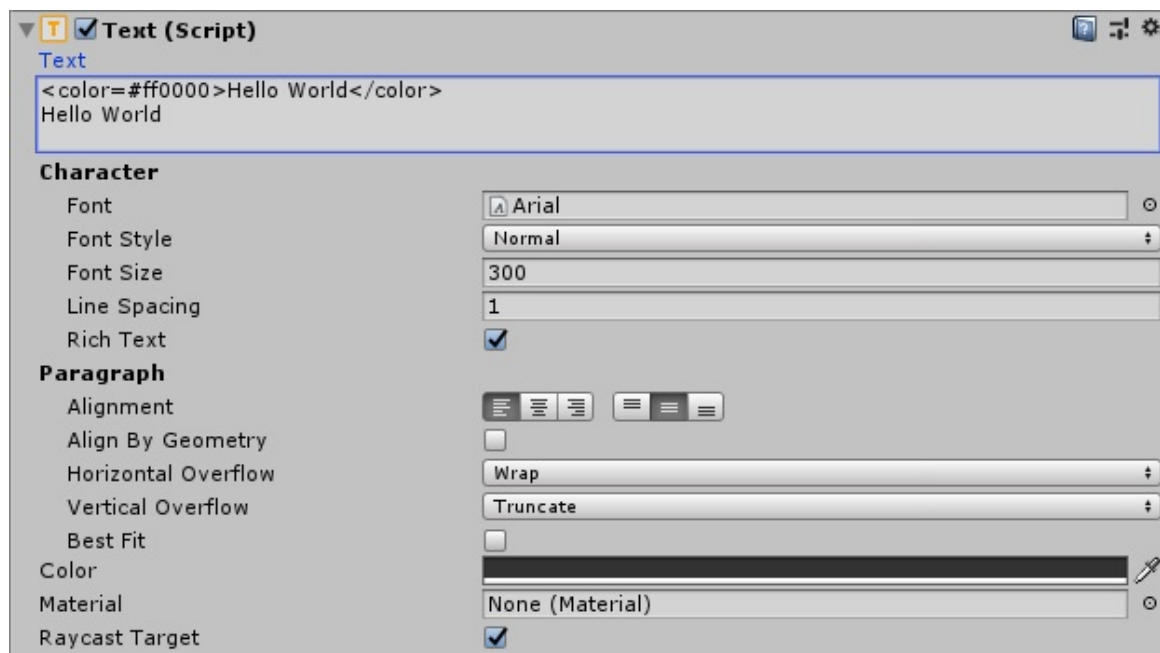 Text (Script)
Text
<color=#ff0000>Hello World</color>
Hello World
Character
Font Arial
Font Style Normal
Font Size 300
Line Spacing 1
Rich Text
Paragraph
Alignment
Align By Geometry
Horizontal Overflow Wrap
Vertical Overflow Truncate
Best Fit
Color
Material None (Material)
Raycast Target